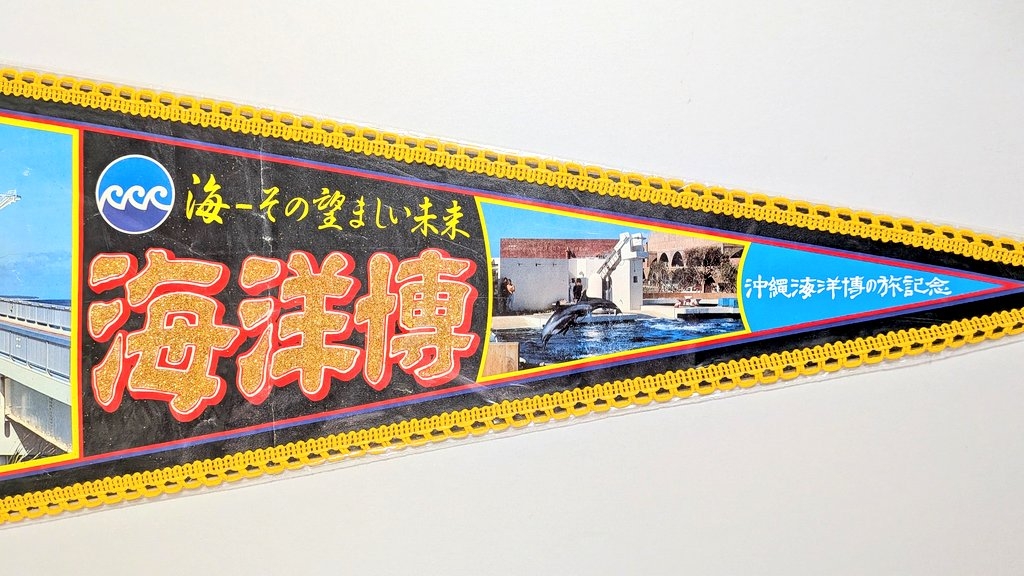 海ーその望ましい未来
海洋博
沖縄海洋博の旅記念